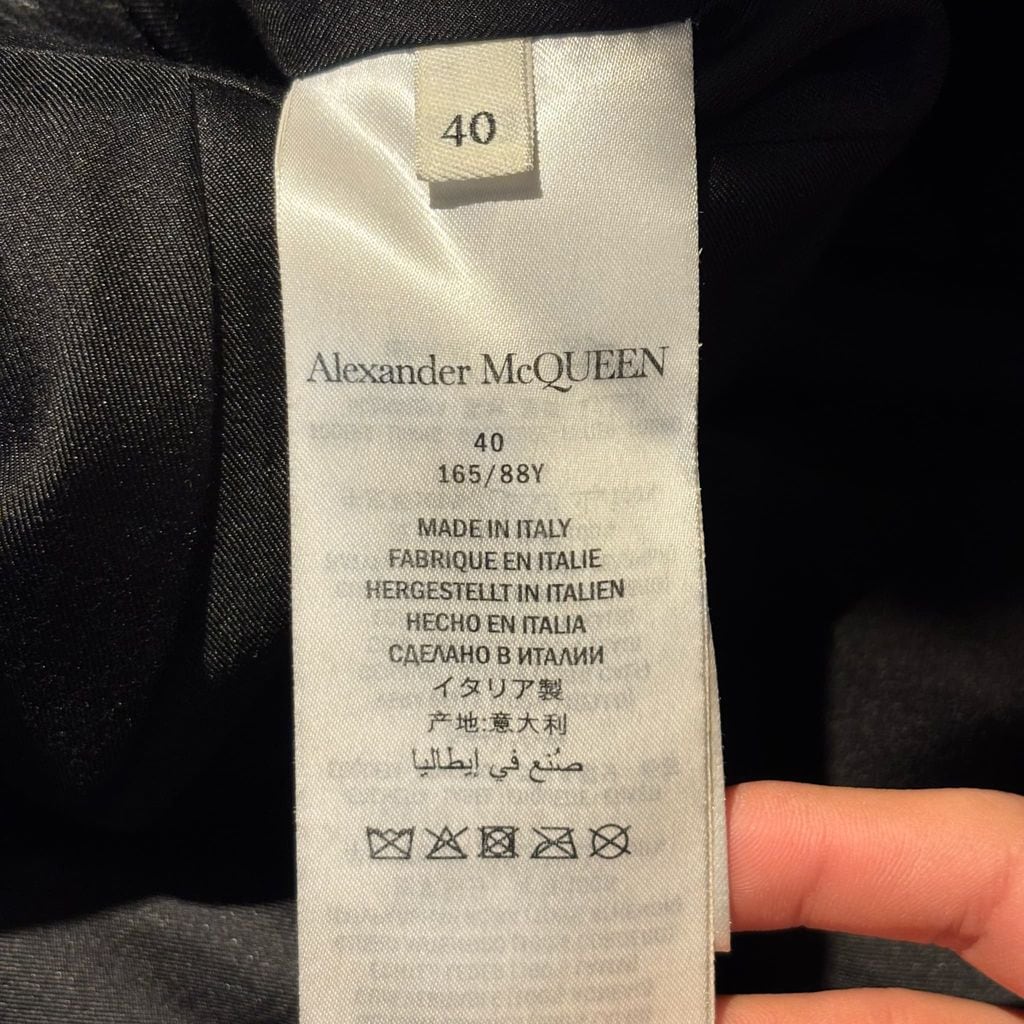 40
Alexander McQUEEN
40
165/88Y
MADE IN ITALY
FABRIQUE EN ITALIE
HERGESTELLT IN ITALIEN
HECHO EN ITALIA
СДЕЛАНО В ИТАЛИИ
イタリア製
产地:意大利
صُنع في إيطاليا